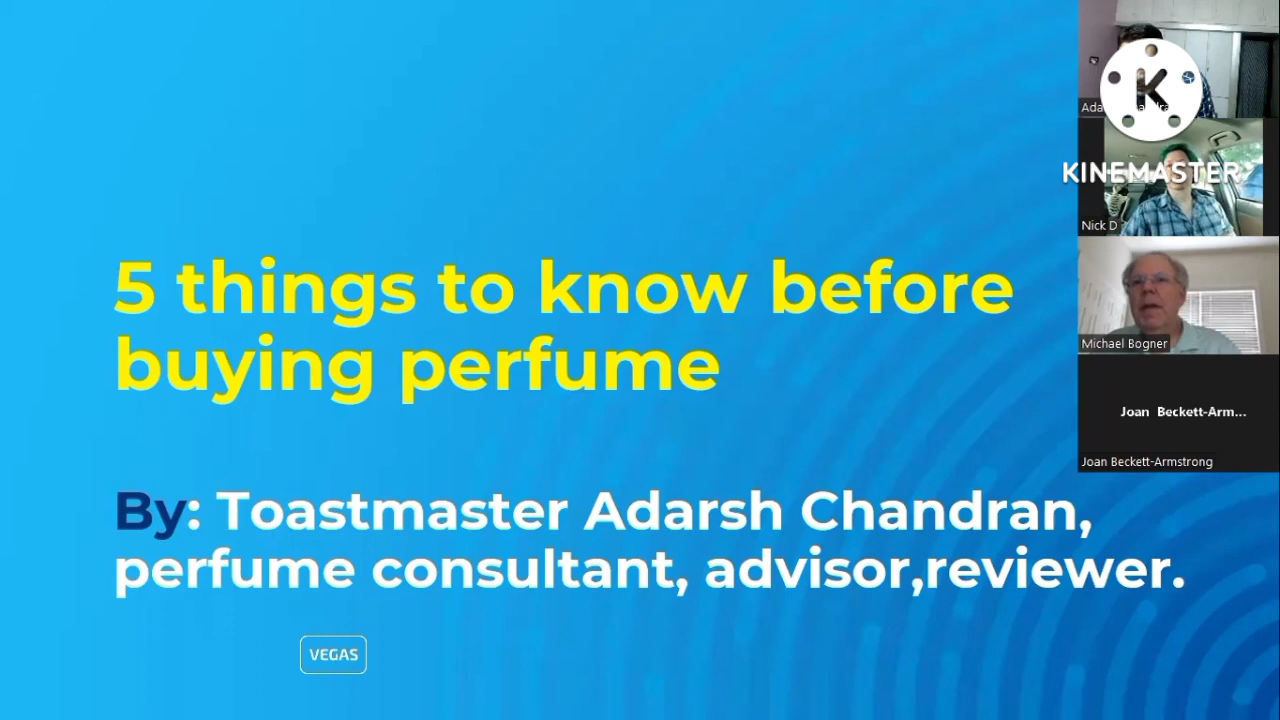 5 things to know before
buying perfume
By: Toastmaster Adarsh Chandran,
perfume consultant, advisor,reviewer.
VEGAS
K
KINEMASTER
Nick D
Michael Bogner
Joan Beckett-Arm...
Joan Beckett-Armstrong